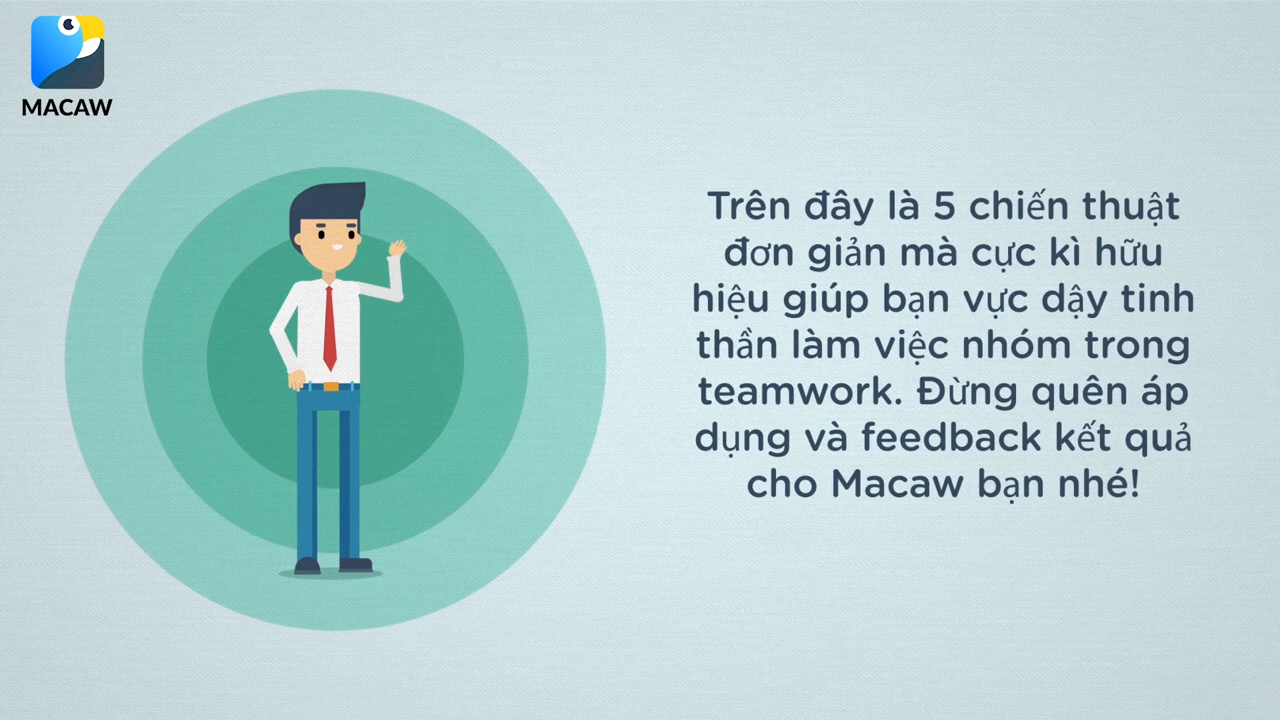 MACAW
Trên đây là 5 chiến thuật
đơn giản mà cực kì hữu
hiệu giúp bạn vực dậy tinh
thần làm việc nhóm trong
teamwork. Đừng quên áp
dụng và feedback kết quả
cho Macaw bạn nhé!